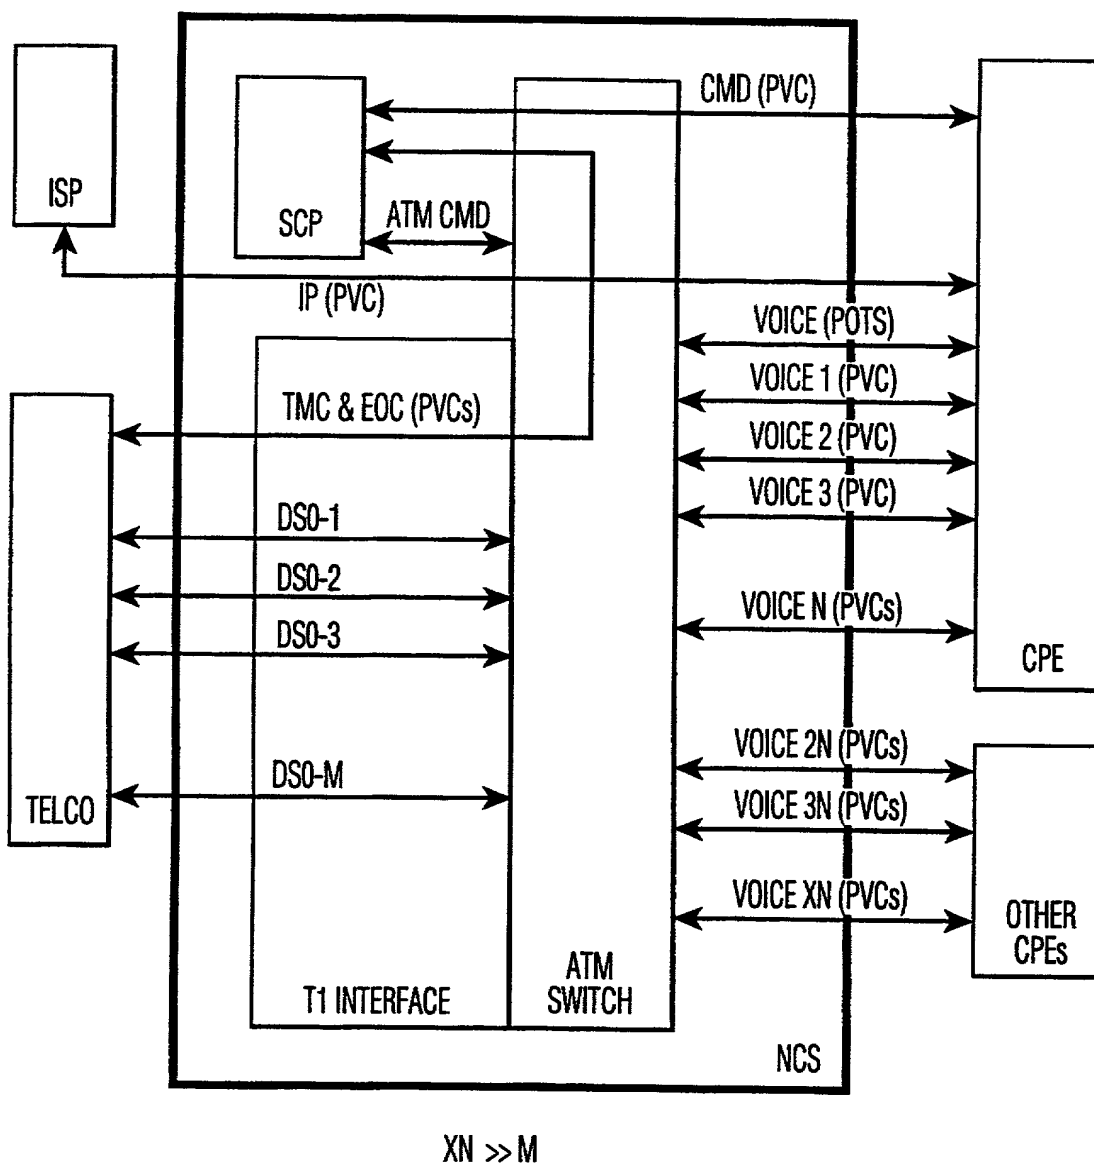 CMD (PVC)
ISP
SCP
ATM CMD
IP (PVC)
VOICE (POTS)
VOICE 1 (PVC)
TMC & EOC (PVCs)
VOICE 2 (PVC)
VOICE 3 (PVC)
DS0-1
DS0-2
VOICE N (PVCs)
DS0-3
CPE
VOICE 2N (PVCs)
DS0-M
TELCO
VOICE 3N (PVCs)
VOICE XN (PVCs)
OTHER
CPEs
ATM
SWITCH
T1 INTERFACE
NCS
XN >> M